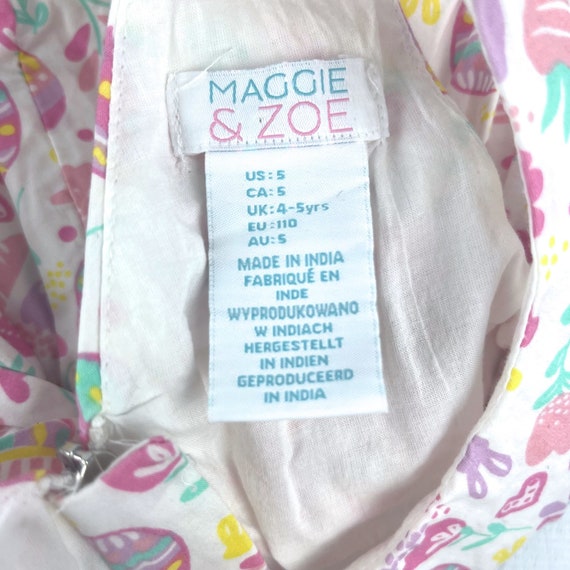 MAGGIE
& ZOE
US: 5
CA: 5
UK: 4-5yrs
EU: 110
AU: 5
MADE IN INDIA
FABRIQUÉ EN
INDE
WYPRODUKOWANO
W INDIACH
HERGESTELLT
IN INDIEN
GEPRODUCEERD
IN INDIA